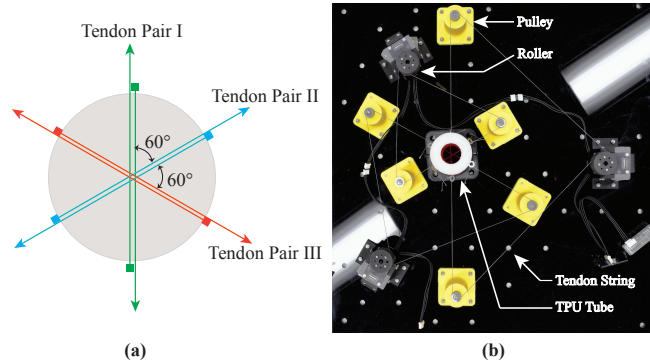 Tendon Pair I
Tendon Pair II
60°
60°
Tendon Pair III
(a)
Pulley
Roller
Tendon String
TPU Tube
(b)